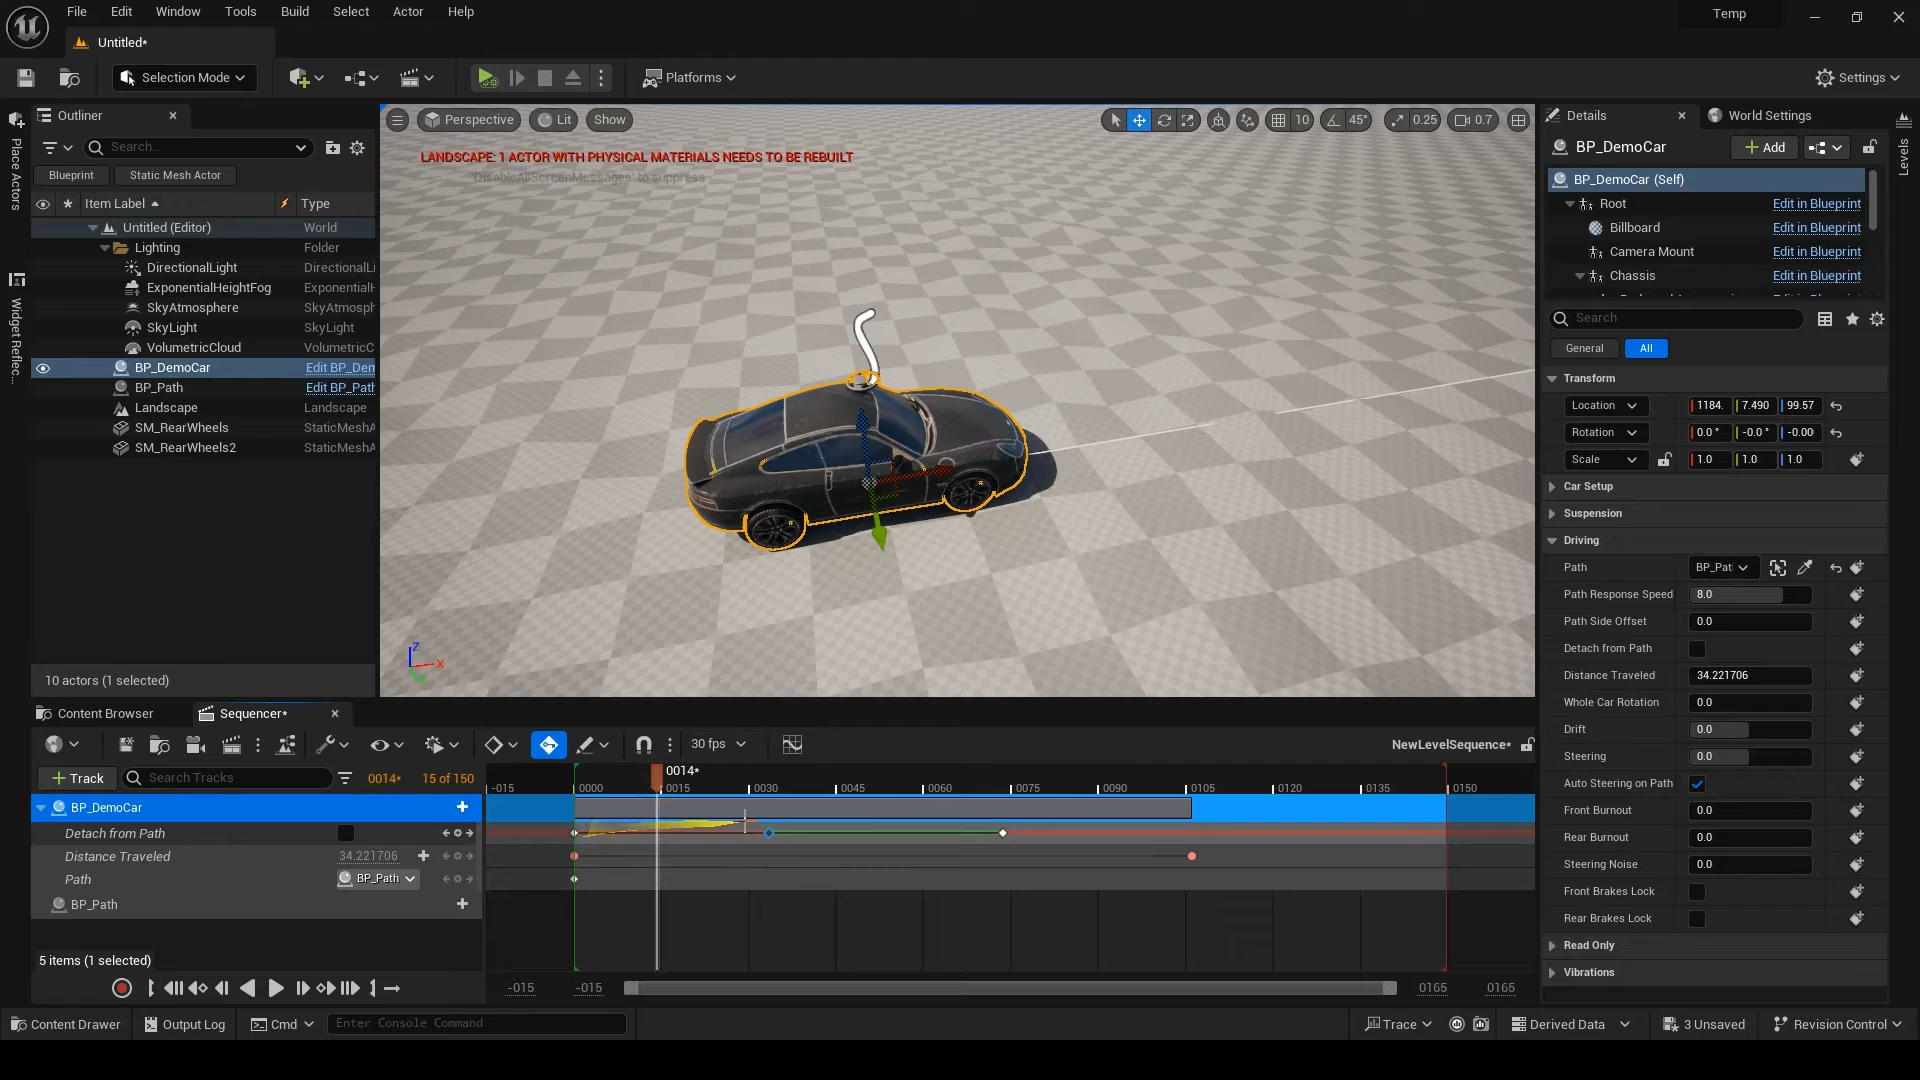 File Edit Window Tools Build Select Actor Help
Temp
Untitled*
Selection Mode
Platforms
Settings
Outliner
Details
World Settings
Search...
Blueprint Static Mesh Actor
Item Label Type
Untitled (Editor) World
Lighting Folder
DirectionalLight DirectionalLi
ExponentialHeightFog ExponentialH
SkyAtmosphere SkyAtmosph
SkyLight SkyLight
VolumetricCloud VolumetricC
BP_DemoCar Edit BP_Den
BP_Path Edit BP_Path
Landscape Landscape
SM_RearWheels StaticMeshA
SM_RearWheels2 StaticMeshA
10 actors (1 selected)
Place Actors
Widget Reflec...
Perspective Lit Show
10 45° 0.25 0.7
LANDSCAPE: 1 ACTOR WITH PHYSICAL MATERIALS NEEDS TO BE REBUILT
'DisableAllScreenMessages' to suppress
Z
X
Levels
BP_DemoCar
Add
BP_DemoCar (Self)
Root Edit in Blueprint
Billboard Edit in Blueprint
Camera Mount Edit in Blueprint
Chassis Edit in Blueprint
Search
General All
Transform
Location 1184. 7.490 99.57
Rotation 0.0 ° -0.0 ° -0.00
Scale 1.0 1.0 1.0
Car Setup
Suspension
Driving
Path BP_Pat
Path Response Speed 8.0
Path Side Offset 0.0
Detach from Path
Distance Traveled 34.221706
Whole Car Rotation 0.0
Drift 0.0
Steering 0.0
Auto Steering on Path
Front Burnout 0.0
Rear Burnout 0.0
Steering Noise 0.0
Front Brakes Lock
Rear Brakes Lock
Read Only
Vibrations
Content Browser
Sequencer*
30 fps
NewLevelSequence*
Track
Search Tracks
0014* 15 of 150
0014*
-015 0000 0015 0030 0045 0060 0075 0090 0105 0120 0135 0150
BP_DemoCar
Detach from Path
Distance Traveled 34.221706
Path BP_Path
BP_Path
5 items (1 selected)
-015 -015 0165 0165
Content Drawer Output Log Cmd Enter Console Command
Trace Derived Data 3 Unsaved Revision Control